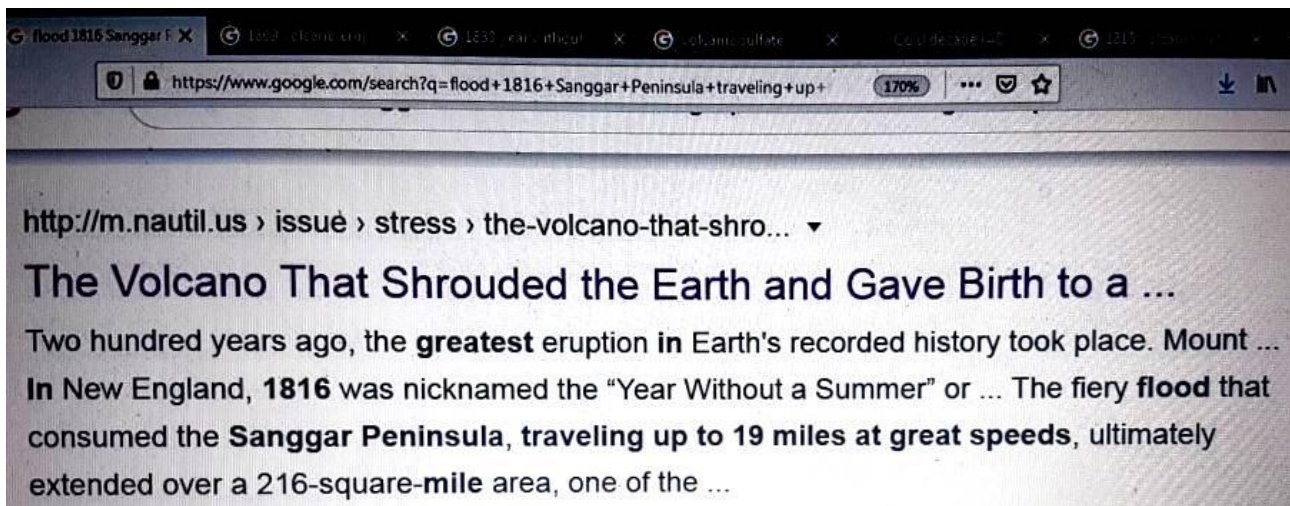 flood 1816 Sanggar P
https://www.google.com/search?q=flood+1816+Sanggar+Peninsula+traveling+up+
170%
http://m.nautil.us › issue › stress › the-volcano-that-shro...
The Volcano That Shrouded the Earth and Gave Birth to a ...
Two hundred years ago, the greatest eruption in Earth's recorded history took place. Mount ...
In New England, 1816 was nicknamed the “Year Without a Summer” or ... The fiery flood that
consumed the Sanggar Peninsula, traveling up to 19 miles at great speeds, ultimately
extended over a 216-square-mile area, one of the ...